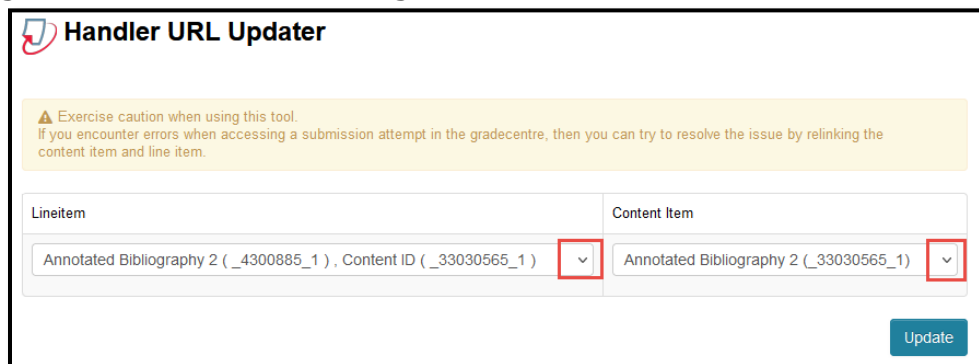 Handler URL Updater
Exercise caution when using this tool.
If you encounter errors when accessing a submission attempt in the gradecentre, then you can try to resolve the issue by relinking the
content item and line item.
Lineitem
Content Item
Annotated Bibliography 2 ( _4300885_1 ) , Content ID ( _33030565_1 )
Annotated Bibliography 2 (_33030565_1)
Update